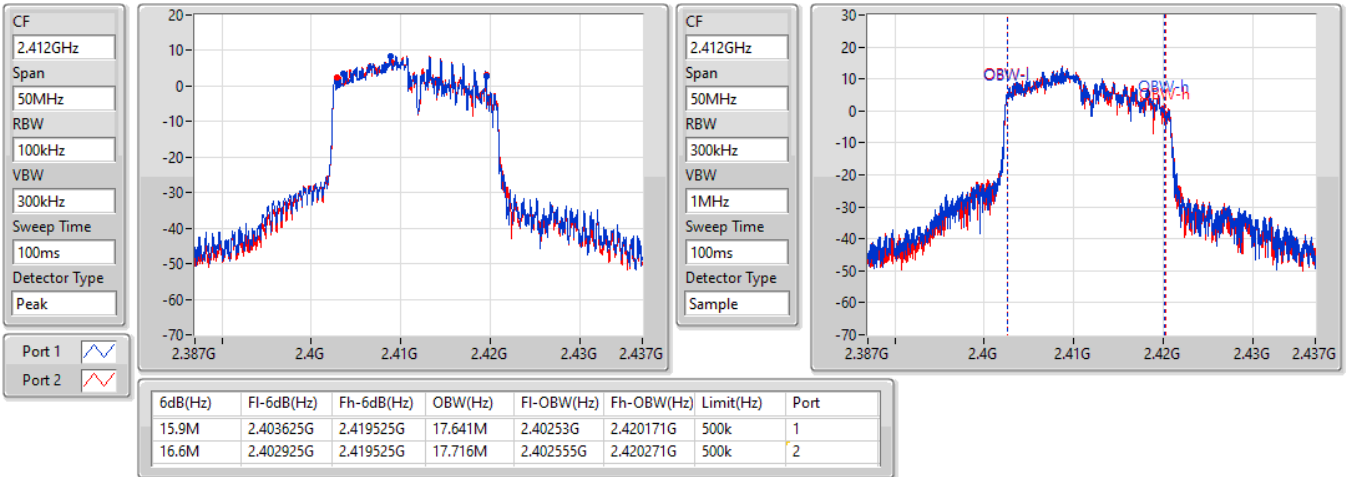 CF
2.412GHz
Span
50MHz
RBW
100kHz
VBW
300kHz
Sweep Time
100ms
Detector Type
Peak
20
10
0
-10
-20
-30
-40
-50
-60
-70
2.387G 2.4G 2.41G 2.42G 2.43G 2.437G
CF
2.412GHz
Span
50MHz
RBW
300kHz
VBW
1MHz
Sweep Time
100ms
Detector Type
Sample
30
20
10
0
-10
-20
-30
-40
-50
-60
-70
OBW-l
OBW-h
OBW-h
2.387G 2.4G 2.41G 2.42G 2.43G 2.437G
Port 1
Port 2
6dB(Hz) Fl-6dB(Hz) Fh-6dB(Hz) OBW(Hz) Fl-OBW(Hz) Fh-OBW(Hz) Limit(Hz) Port
15.9M 2.403625G 2.419525G 17.641M 2.40253G 2.420171G 500k 1
16.6M 2.402925G 2.419525G 17.716M 2.402555G 2.420271G 500k 2